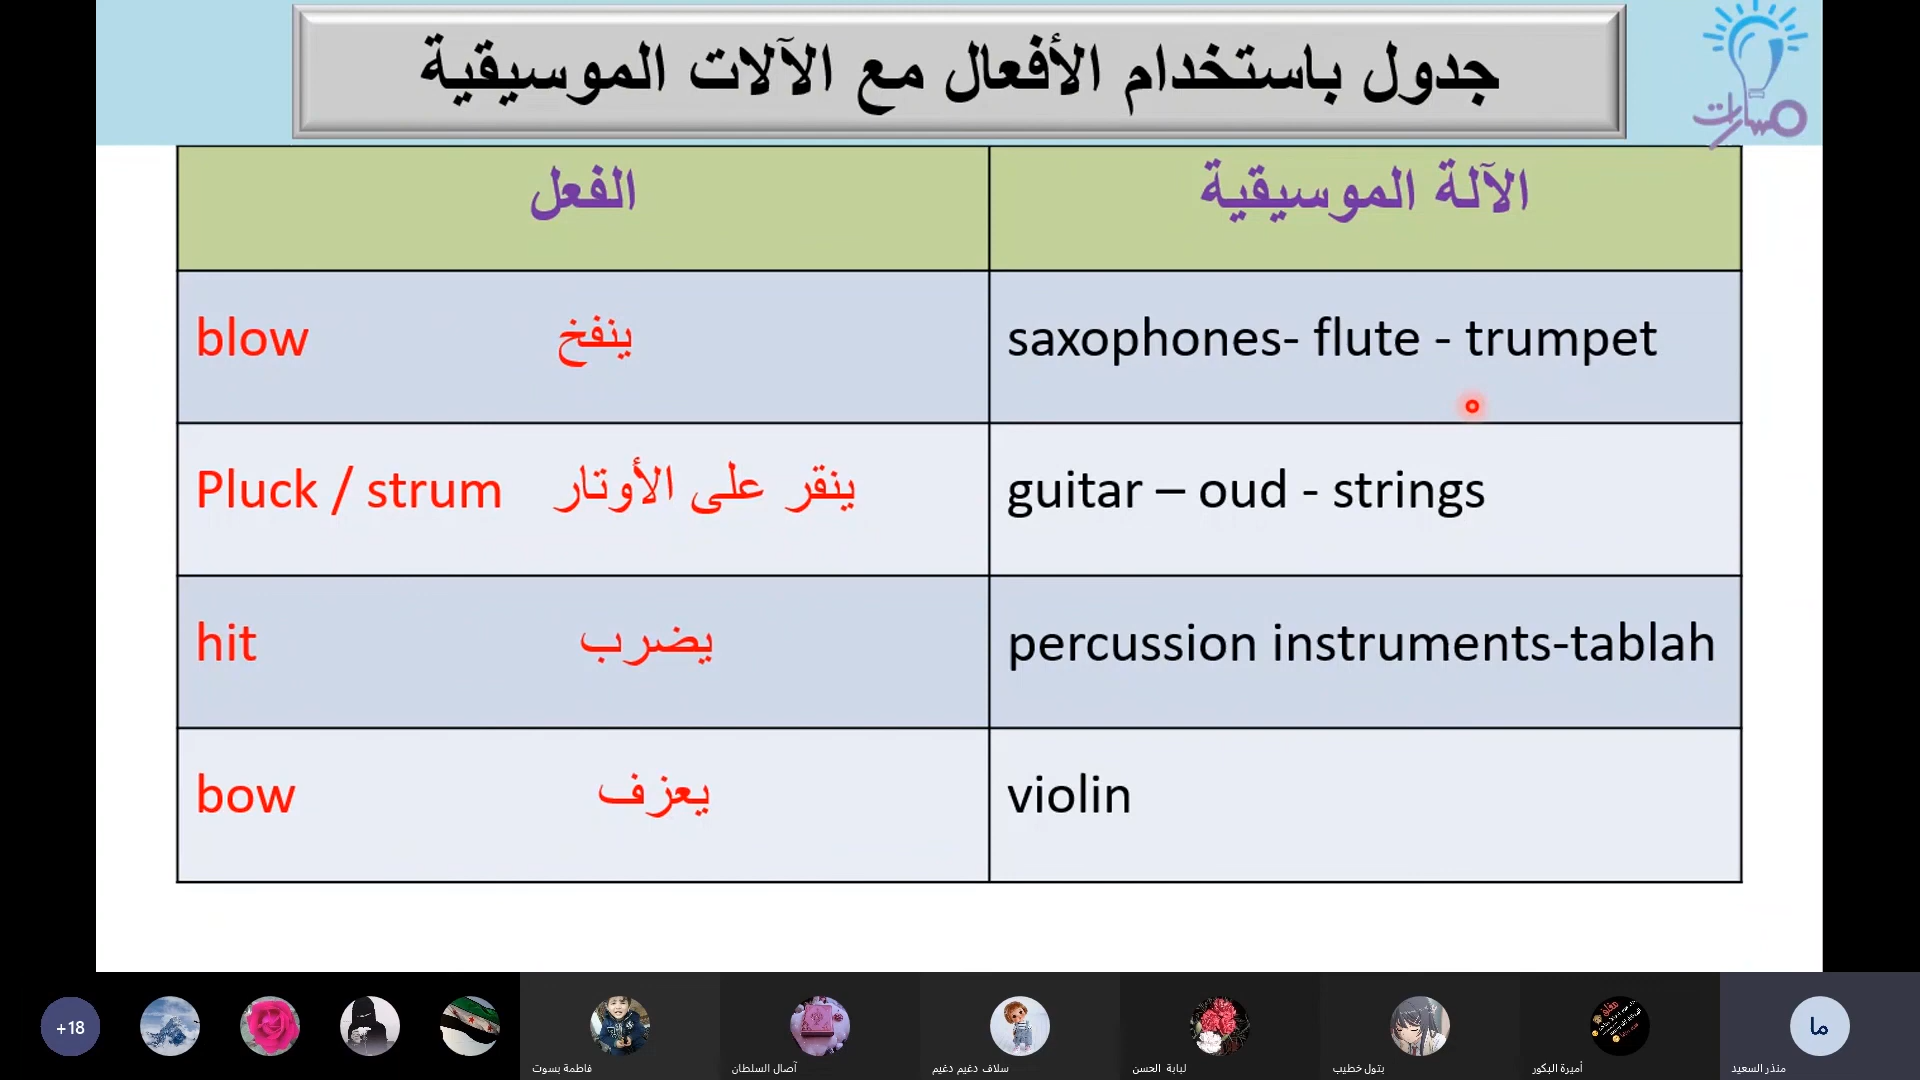 جدول باستخدام الأفعال مع الآلات الموسيقية
مسارات
الآلة الموسيقية
الفعل
saxophones- flute - trumpet
blow ينفخ
guitar – oud - strings
Pluck / strum ينقر على الأوتار
percussion instruments-tablah
hit يضرب
violin
bow يعزف
+18
فاطمة بسوت
آصال السلطان
سلاف دغيم دغيم
لبابة الحسن
بتول خطيب
أميرة البكور
ما
منذر السعيد